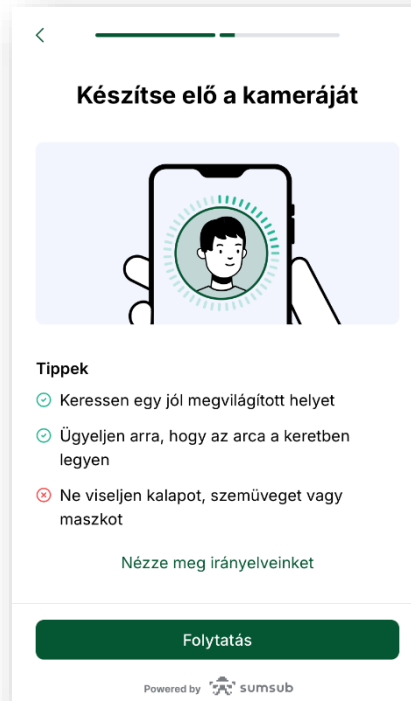 Készítse elő a kameráját
Tippek
Keressen egy jól megvilágított helyet
Ügyeljen arra, hogy az arca a keretben
legyen
Ne viseljen kalapot, szemüveget vagy
maszkot
Nézze meg irányelveinket
Folytatás
Powered by sumsub